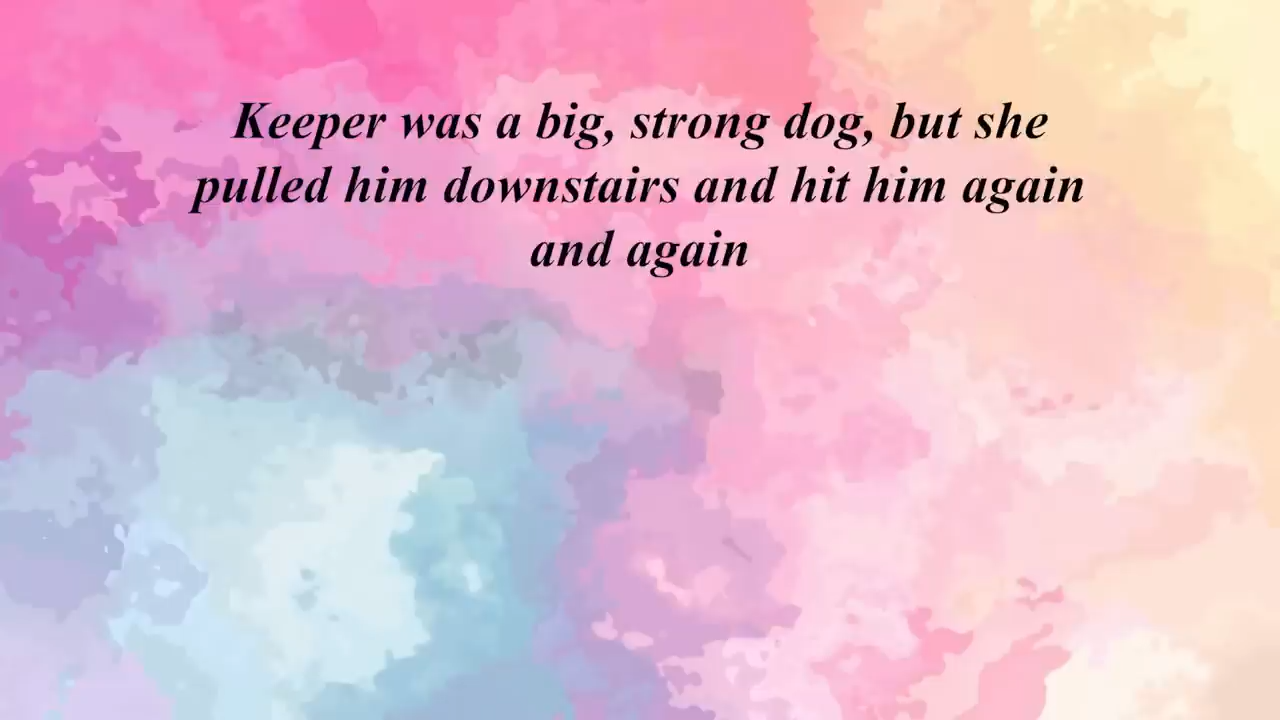 Keeper was a big, strong dog, but she
pulled him downstairs and hit him again
and again